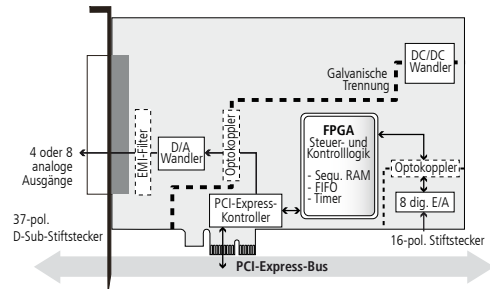 DC/DC
Wandler
Galvanische
Trennung
FPGA
Steuer- und
Kontrolllogik
- Sequ. RAM
- FIFO
- Timer
EMI-Filter
D/A
Wandler
Optokoppler
4 oder 8
analoge
Ausgänge
Optokoppler
8 dig. E/A
PCI-Express-
Kontroller
37-pol.
D-Sub-Stiftstecker
16-pol. Stiftstecker
PCI-Express-Bus